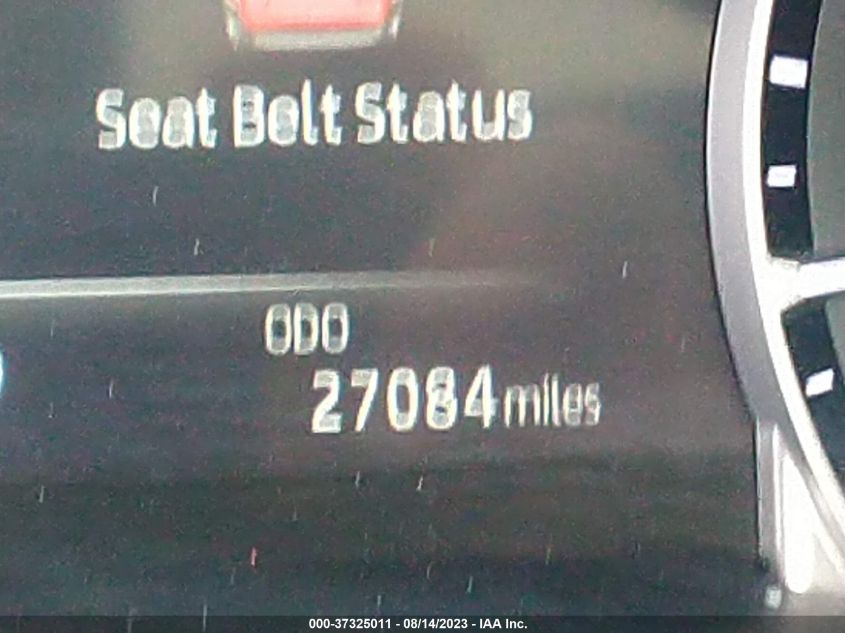 Seat Belt Status
ODO
27084 miles
000-37325011 - 08/14/2023 - IAA Inc.